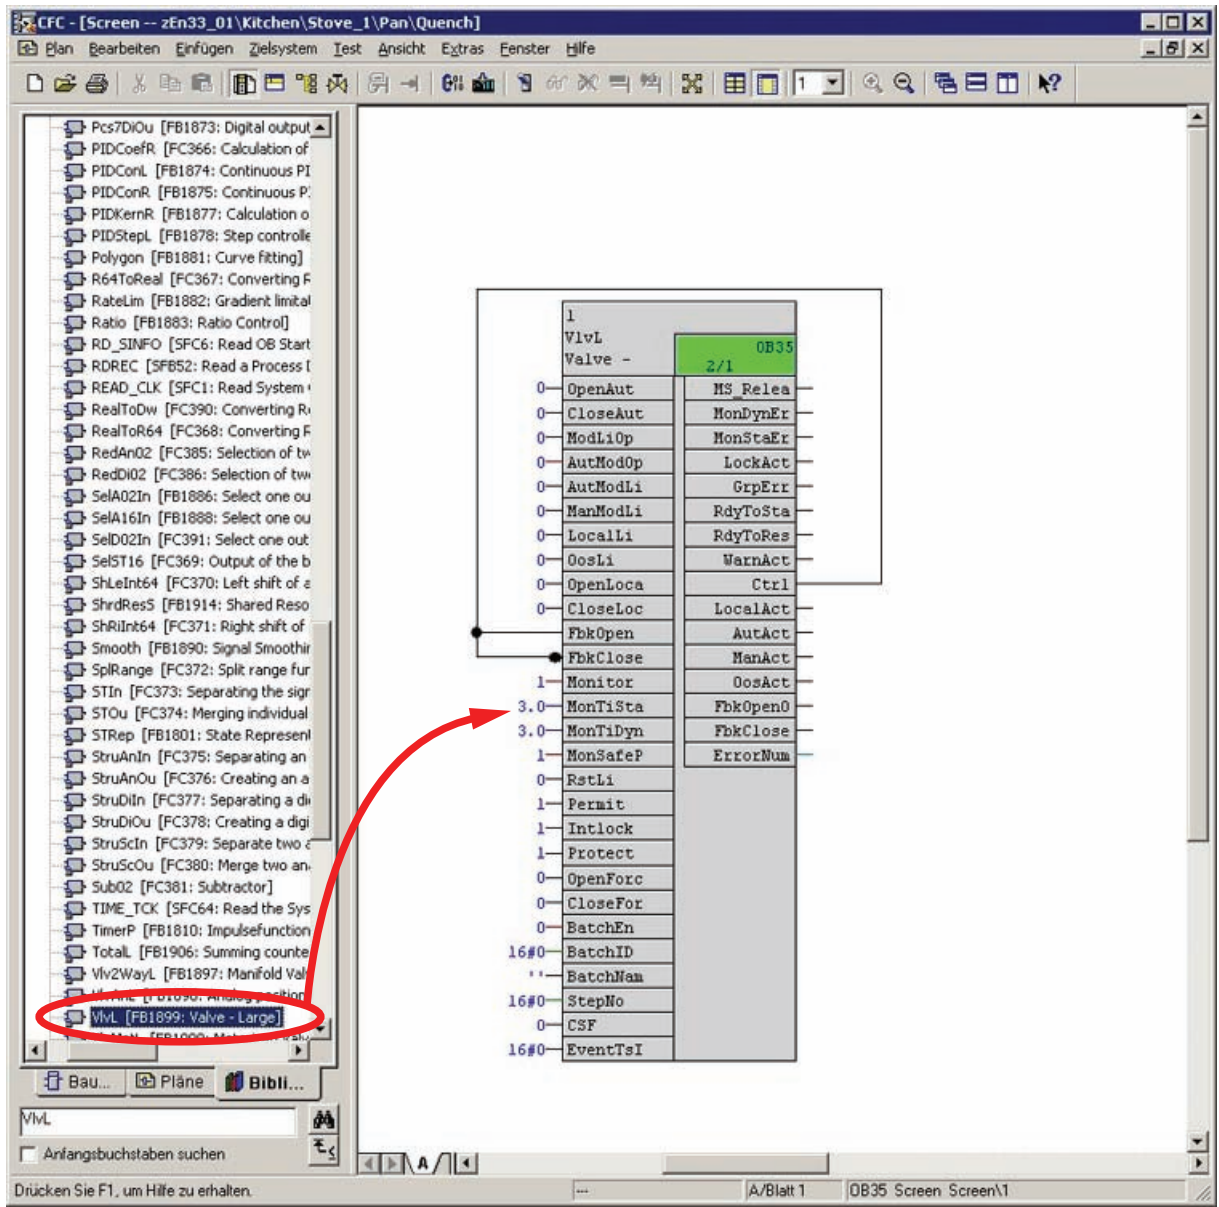 CFC - [Screen -- zEn33_01\Kitchen\Stove_1\Pan\Quench]
Plan Bearbeiten Einfügen Zielsystem Test Ansicht Extras Fenster Hilfe
1
Pcs7DiOu [FB1873: Digital output
PIDCoefR [FC366: Calculation of
PIDConL [FB1874: Continuous PI
PIDConR [FB1875: Continuous P
PIDKernR [FB1877: Calculation o
PIDStepL [FB1878: Step controlle
Polygon [FB1881: Curve fitting]
R64ToReal [FC367: Converting R
RateLim [FB1882: Gradient limita
Ratio [FB1883: Ratio Control]
RD_SINFO [SFC6: Read OB Start
RDREC [SFB52: Read a Process
READ_CLK [SFC1: Read System
RealToDw [FC390: Converting R
RealToR64 [FC368: Converting R
RedAn02 [FC385: Selection of tw
RedDi02 [FC386: Selection of tw
SelA02In [FB1886: Select one ou
SelA16In [FB1888: Select one ou
SelD02In [FC391: Select one out
SelST16 [FC369: Output of the b
ShLeInt64 [FC370: Left shift of a
ShrdResS [FB1914: Shared Reso
ShRiInt64 [FC371: Right shift of
Smooth [FB1890: Signal Smoothin
SplRange [FC372: Split range fun
STIn [FC373: Separating the sign
STOu [FC374: Merging individual
STRep [FB1801: State Represent
StruAnIn [FC375: Separating an
StruAnOu [FC376: Creating an a
StruDiIn [FC377: Separating a di
StruDiOu [FC378: Creating a digi
StruScIn [FC379: Separate two a
StruScOu [FC380: Merge two an
Sub02 [FC381: Subtractor]
TIME_TCK [SFC64: Read the Sys
TimerP [FB1810: Impulsefunction
TotalL [FB1906: Summing counte
Vlv2WayL [FB1897: Manifold Val
VlvL [FB1899: Valve - Large]
Bau... Pläne Bibli...
VlvL
Anfangsbuchstaben suchen
1
VlvL
Valve -
OB35
2/1
0 OpenAut MS_Relea
0 CloseAut MonDynEr
0 ModLiOp MonStaEr
0 AutModOp LockAct
0 AutModLi GrpErr
0 ManModLi RdyToSta
0 LocalLi RdyToRes
0 OosLi WarnAct
0 OpenLoca Ctrl
0 CloseLoc LocalAct
FbkOpen AutAct
FbkClose ManAct
1 Monitor OosAct
3.0 MonTiSta FbkOpenO
3.0 MonTiDyn FbkClose
1 MonSafeP ErrorNum
0 RstLi
1 Permit
1 Intlock
1 Protect
0 OpenForc
0 CloseFor
0 BatchEn
16#0 BatchID
'' BatchNam
16#0 StepNo
0 CSF
16#0 EventTsI
A
Drücken Sie F1, um Hilfe zu erhalten. --- A/Blatt 1 OB35 Screen Screen\1